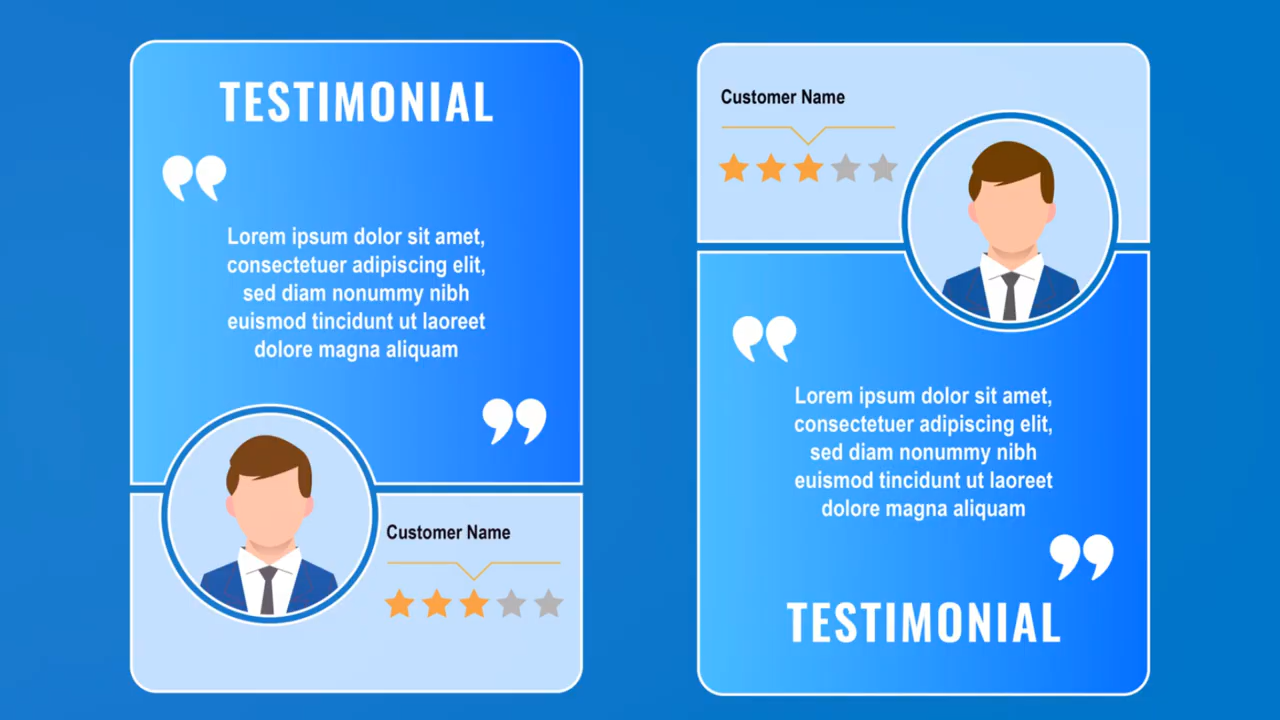 TESTIMONIAL
Lorem ipsum dolor sit amet,
consectetuer adipiscing elit,
sed diam nonummy nibh
euismod tincidunt ut laoreet
dolore magna aliquam
Customer Name
Customer Name
Lorem ipsum dolor sit amet,
consectetuer adipiscing elit,
sed diam nonummy nibh
euismod tincidunt ut laoreet
dolore magna aliquam
TESTIMONIAL